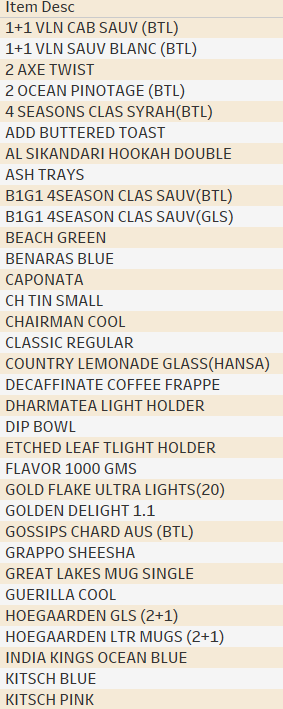 Item Desc
1+1 VLN CAB SAUV (BTL)
1+1 VLN SAUV BLANC (BTL)
2 AXE TWIST
2 OCEAN PINOTAGE (BTL)
4 SEASONS CLAS SYRAH(BTL)
ADD BUTTERED TOAST
AL SIKANDARI HOOKAH DOUBLE
ASH TRAYS
B1G1 4SEASON CLAS SAUV(BTL)
B1G1 4SEASON CLAS SAUV(GLS)
BEACH GREEN
BENARAS BLUE
CAPONATA
CH TIN SMALL
CHAIRMAN COOL
CLASSIC REGULAR
COUNTRY LEMONADE GLASS(HANSA)
DECAFFINATE COFFEE FRAPPE
DHARMATEA LIGHT HOLDER
DIP BOWL
ETCHED LEAF TLIGHT HOLDER
FLAVOR 1000 GMS
GOLD FLAKE ULTRA LIGHTS(20)
GOLDEN DELIGHT 1.1
GOSSIPS CHARD AUS (BTL)
GRAPPO SHEESHA
GREAT LAKES MUG SINGLE
GUERILLA COOL
HOEGAARDEN GLS (2+1)
HOEGAARDEN LTR MUGS (2+1)
INDIA KINGS OCEAN BLUE
KITSCH BLUE
KITSCH PINK